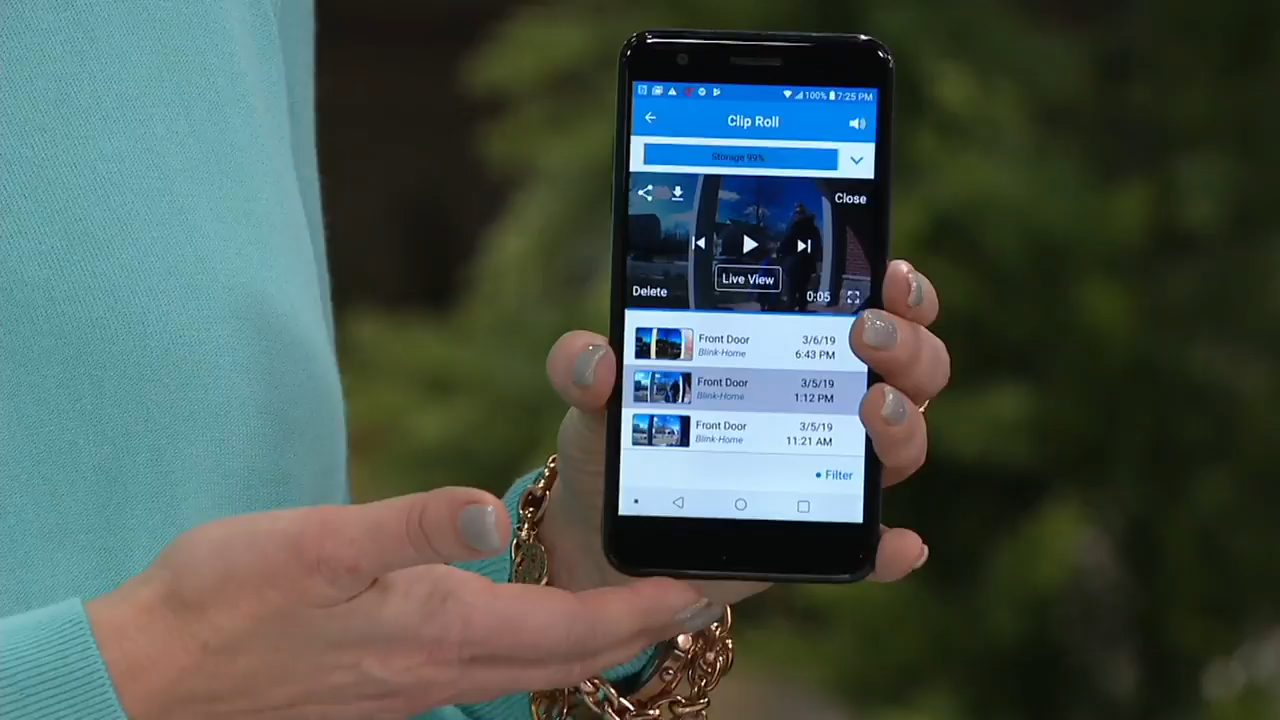 100% 7:25 PM
Clip Roll
Storage 99%
Close
Live View
Delete
0:05
Front Door 3/6/19
Blink-Home 6:43 PM
Front Door 3/5/19
Blink-Home 1:12 PM
Front Door 3/5/19
Blink-Home 11:21 AM
Filter